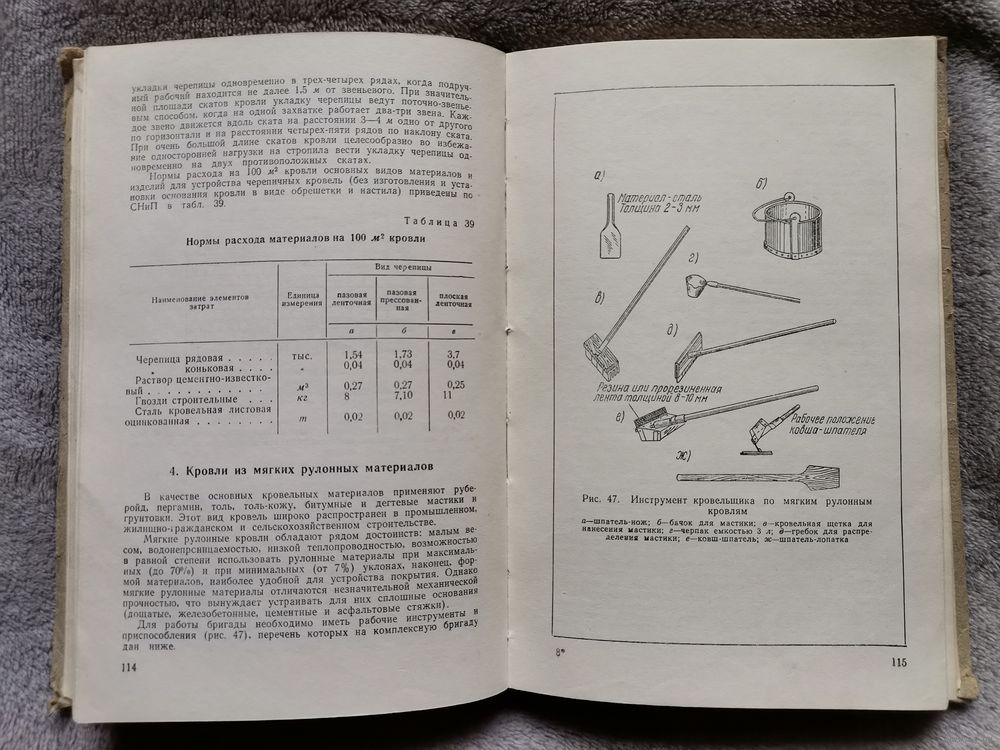 укладки черепицы одновременно в трех-четырех рядах, когда подруч-
ный рабочий находится не далее 1,5 м от звеньевого. При значитель-
ной площади скатов кровли укладку черепицы ведут поточно-звенье-
вым способом, когда на одной захватке работает два-три звена. Каж-
дое звено движется вдоль ската на расстоянии 3—4 м одно от другого
по горизонтали и на расстоянии четырех-пяти рядов по наклону ската.
При очень большой длине скатов кровли целесообразно во избежа-
ние односторонней нагрузки на стропила вести укладку черепицы од-
новременно на двух противоположных скатах.
Нормы расхода на 100 м² кровли основных видов материалов и
изделий для устройства черепичных кровель (без изготовления и уста-
новки основания кровли в виде обрешетки и настила) приведены по
СНиП в табл. 39.
Таблица 39
Нормы расхода материалов на 100 м² кровли
Наименование элементов затрат
Единица измерения
Вид черепицы
пазовая ленточная
пазовая прессован-
ная
плоская ленточная
а б в
Черепица рядовая . . . . . тыс. 1,54 1,73 3,7
„ коньковая . . . . „ 0,04 0,04 0,04
Раствор цементно-известко-
вый . . . . . . . . . . . . м³ 0,27 0,27 0,25
Гвозди строительные . . . кг 8 7,10 11
Сталь кровельная листовая
оцинкованная . . . . . . . . т 0,02 0,02 0,02
4. Кровли из мягких рулонных материалов
В качестве основных кровельных материалов применяют рубе-
ройд, пергамин, толь, толь-кожу, битумные и дегтевые мастики и
грунтовки. Этот вид кровель широко распространен в промышленном,
жилищно-гражданском и сельскохозяйственном строительстве.
Мягкие рулонные кровли обладают рядом достоинств: малым ве-
сом, водонепроницаемостью, низкой теплопроводностью, возможностью
в равной степени использовать рулонные материалы при максималь-
ных (до 70%) и при минимальных (от 7%) уклонах, наконец, фор-
мой материалов, наиболее удобной для устройства покрытия. Однако
мягкие рулонные материалы отличаются незначительной механической
прочностью, что вынуждает устраивать для них сплошные основания
(дощатые, железобетонные, цементные и асфальтовые стяжки).
Для работы бригады необходимо иметь рабочие инструменты и
приспособления (рис. 47), перечень которых на комплексную бригаду
дан ниже.
114
а)
Материал-сталь
Толщина 2-3 мм
б)
в)
г)
д)
Резина или прорезиненная
лента толщиной 8-10 мм
е)
Рабочее положение
ковша-шпателя
ж)
Рис. 47. Инструмент кровельщика по мягким рулонным
кровлям
а—шпатель-нож; б—бачок для мастики; в—кровельная щетка для
нанесения мастики; г—черпак емкостью 3 л; д—гребок для распре-
деления мастики; е—ковш-шпатель; ж—шпатель-лопатка
8*
115